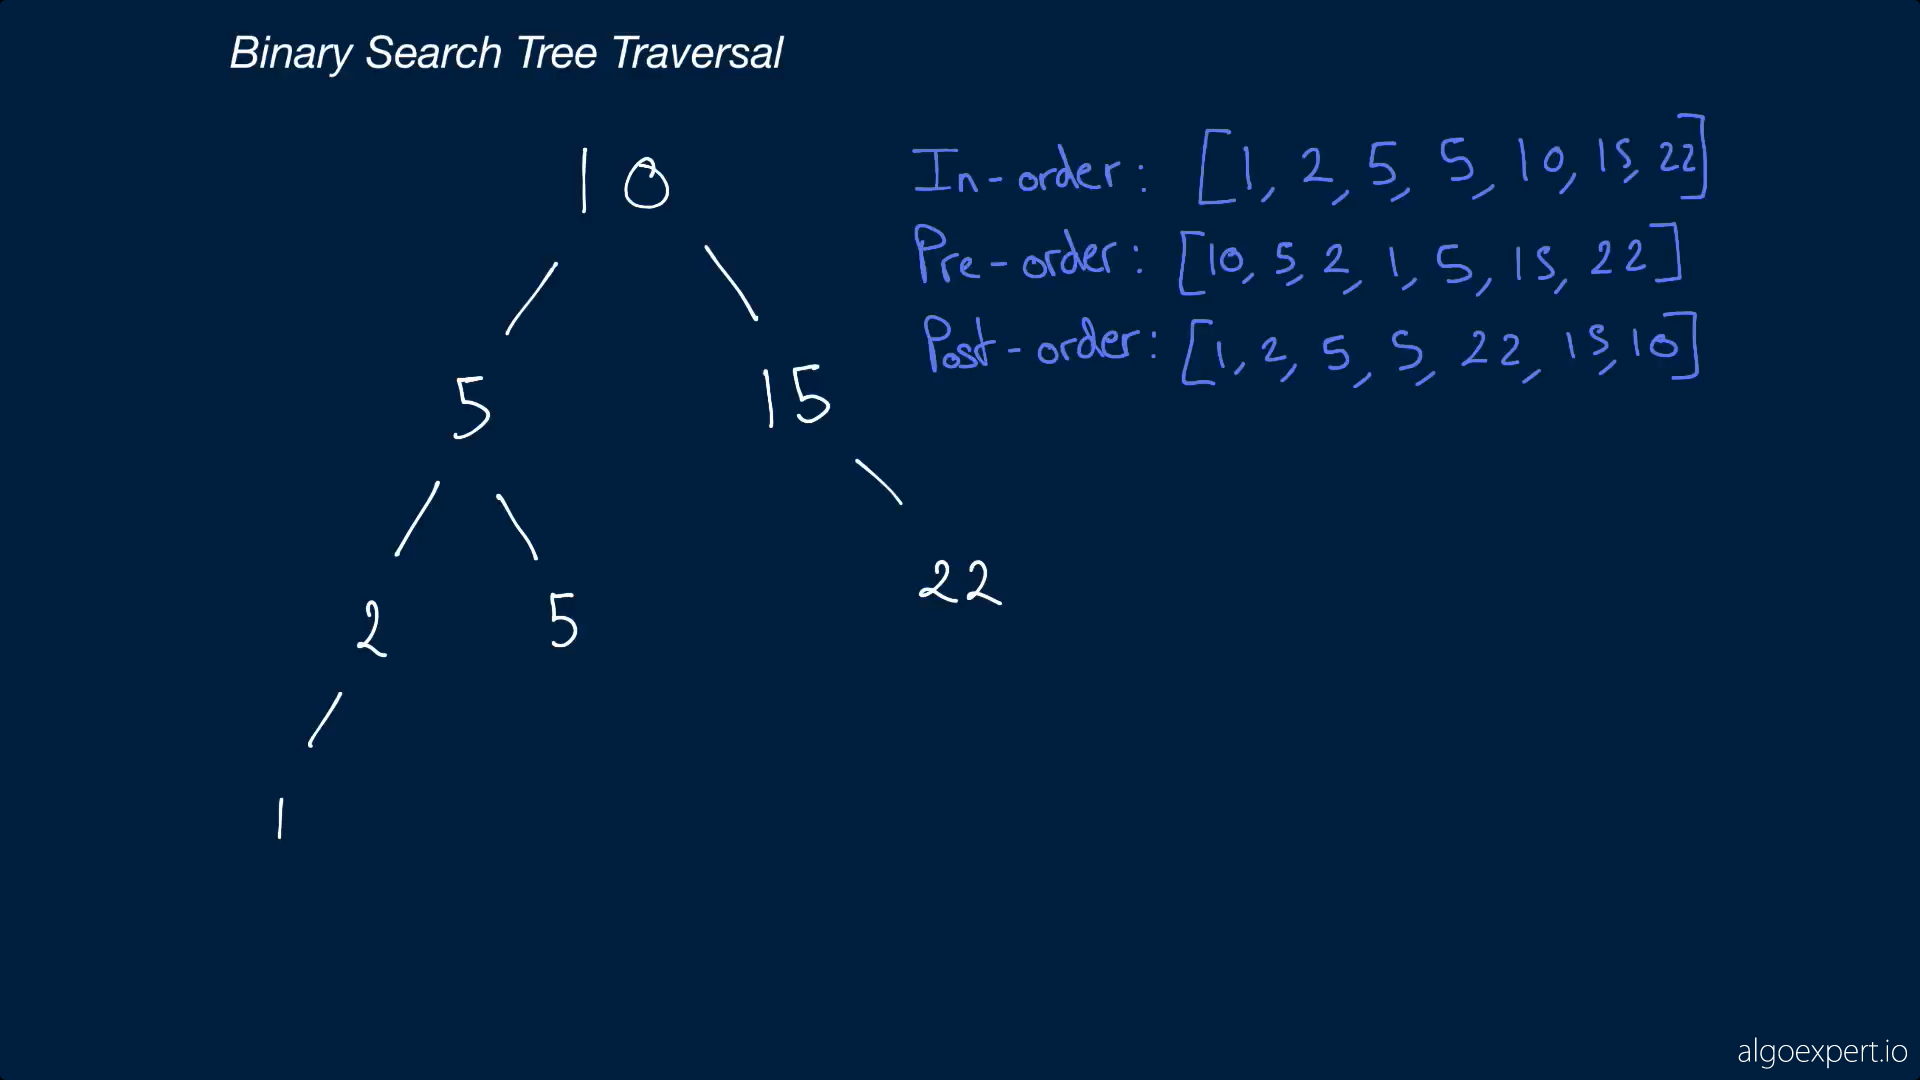 Binary Search Tree Traversal
In-order: [1, 2, 5, 5, 10, 15, 22]
Pre-order: [10, 5, 2, 1, 5, 15, 22]
Post-order: [1, 2, 5, 5, 22, 15, 10]
10
5 15
2 5 22
1
algoexpert.io